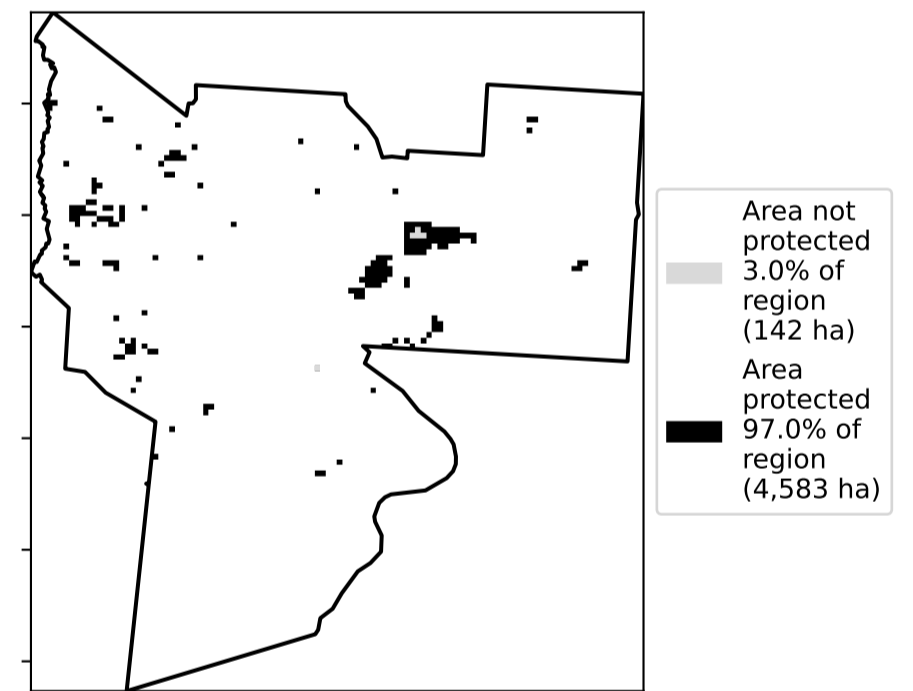 Area not
protected
3.0% of
region
(142 ha)
Area
protected
97.0% of
region
(4,583 ha)